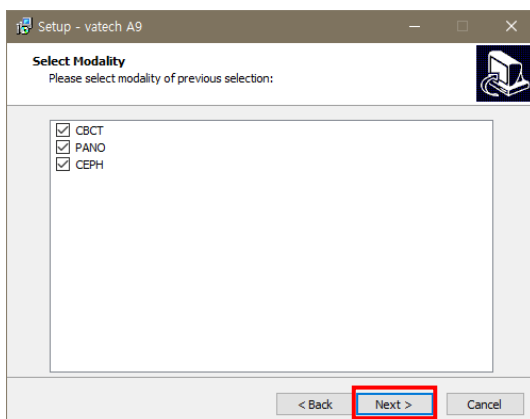 Setup - vatech A9
Select Modality
Please select modality of previous selection:
CBCT
PANO
CEPH
< Back
Next >
Cancel